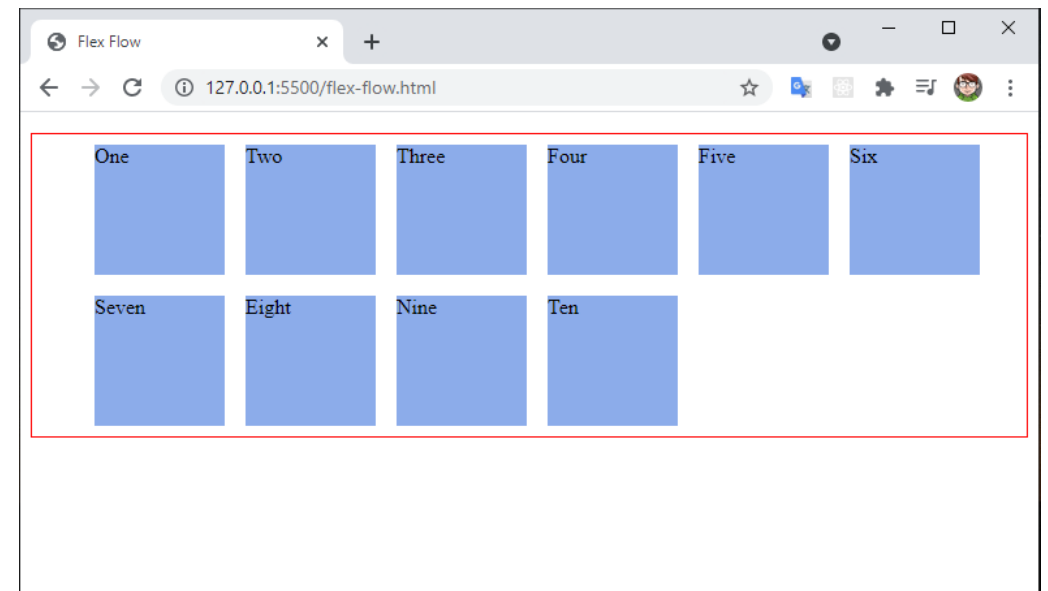 Flex Flow
127.0.0.1:5500/flex-flow.html
One Two Three Four Five Six
Seven Eight Nine Ten